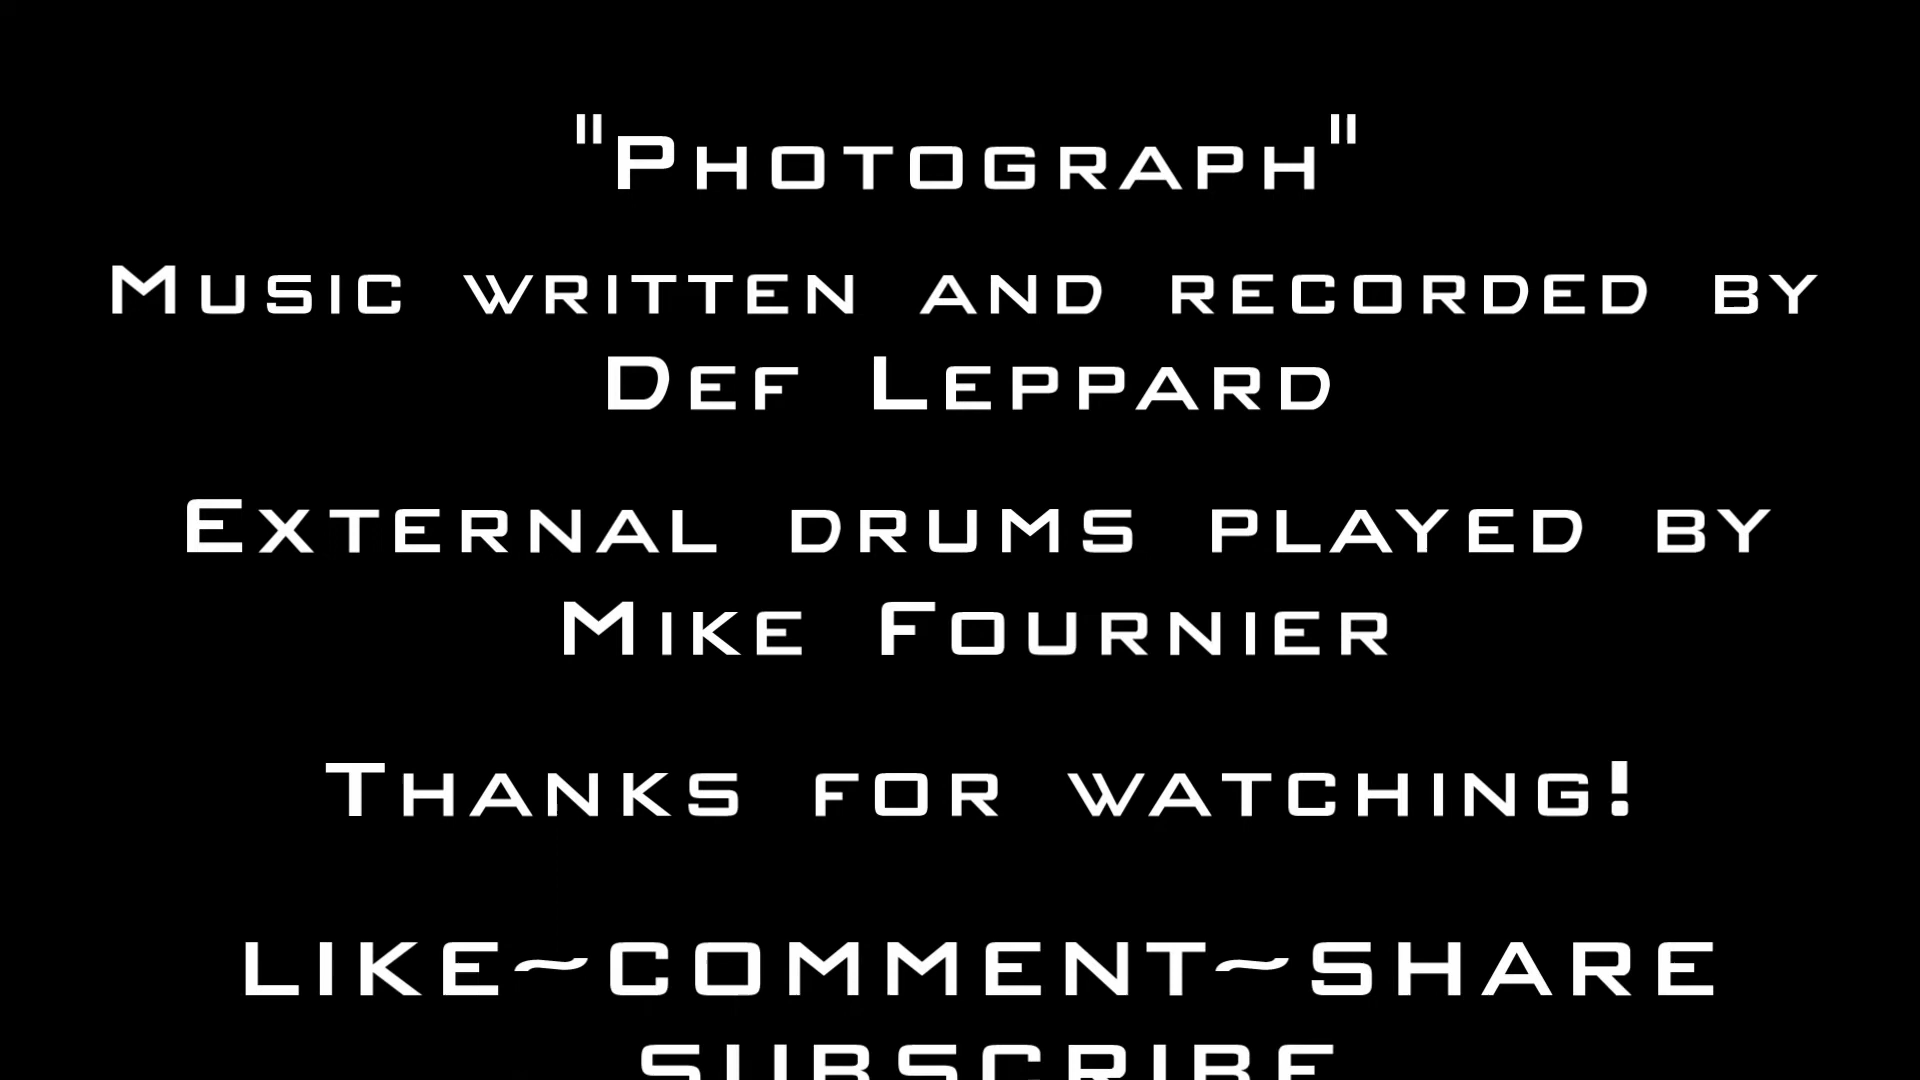 "Photograph"
Music written and recorded by
Def Leppard
External drums played by
Mike Fournier
Thanks for watching!
LIKE~COMMENT~SHARE
SUBSCRIBE